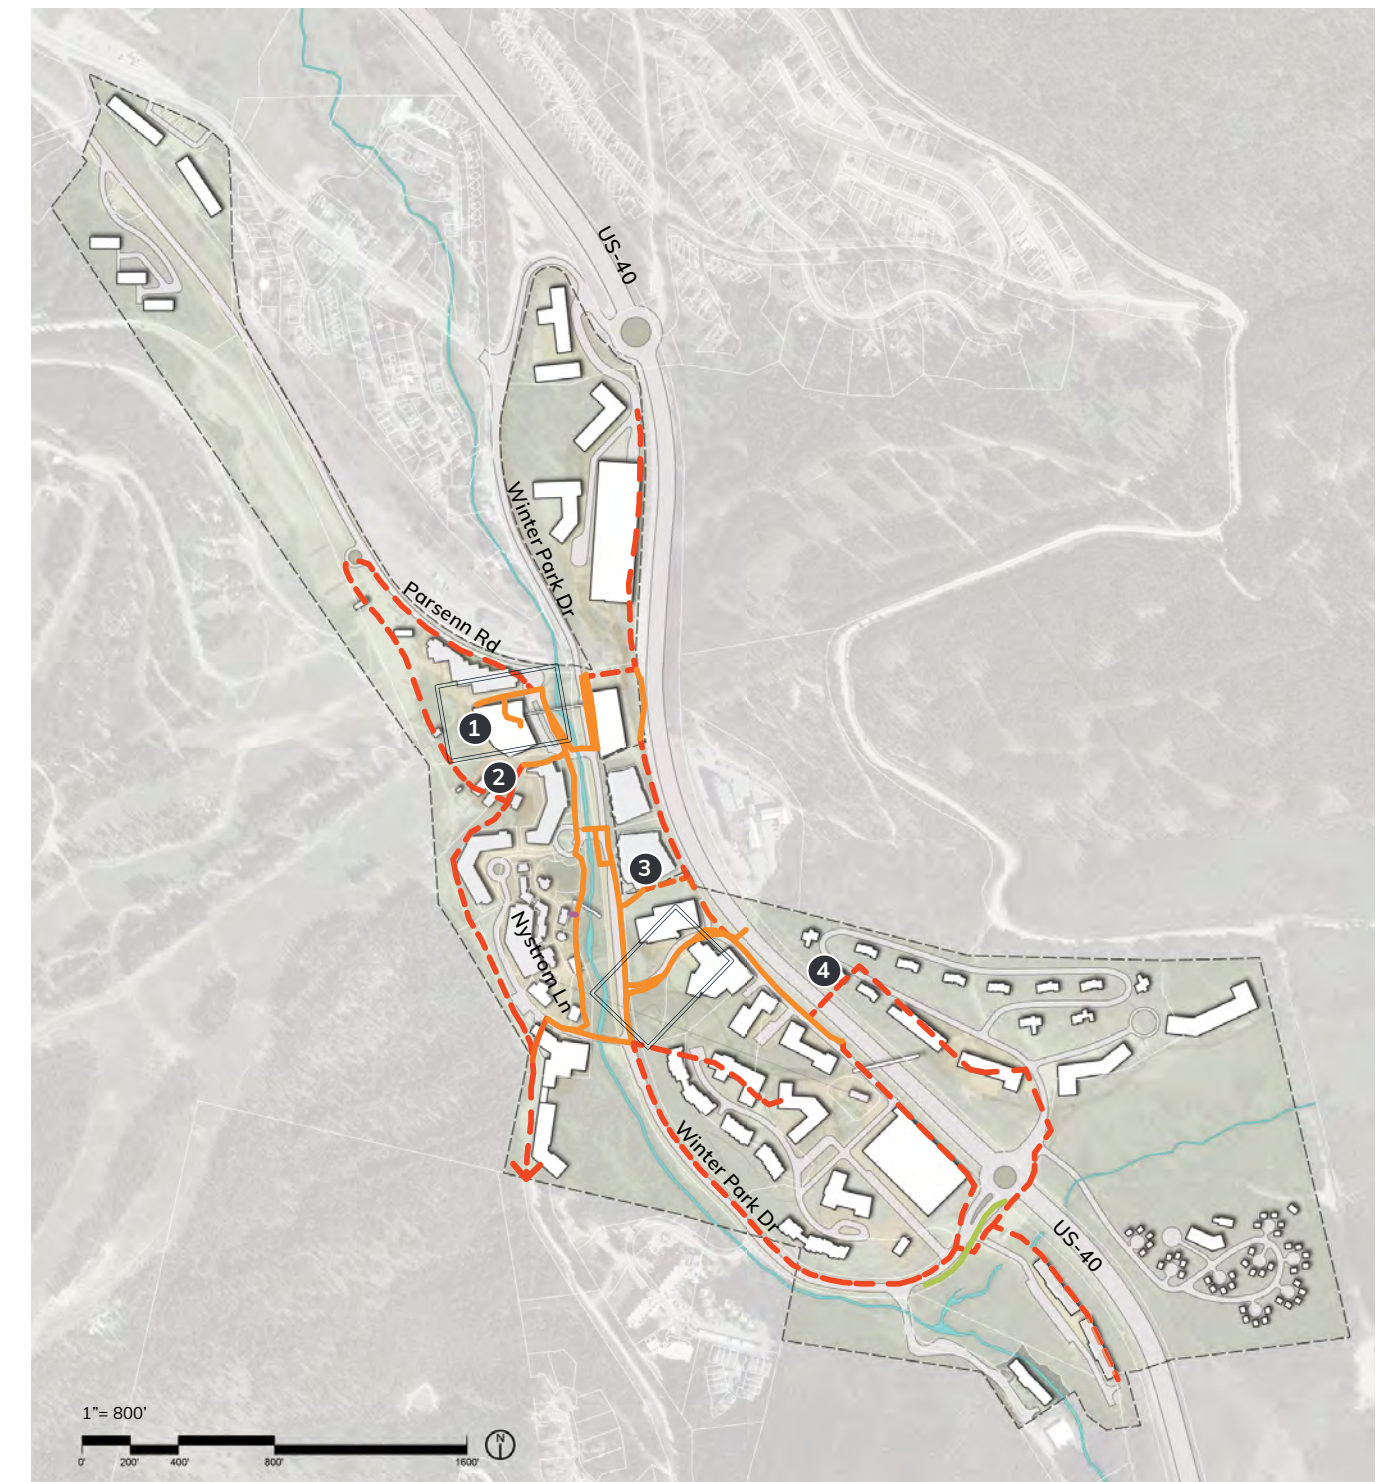 US-40
Winter Park Dr
Parsenn Rd
1
2
3
Nystrom Ln
4
Winter Park Dr
US-40
1”= 800’
N
0’ 200’ 400’ 800’ 1600’